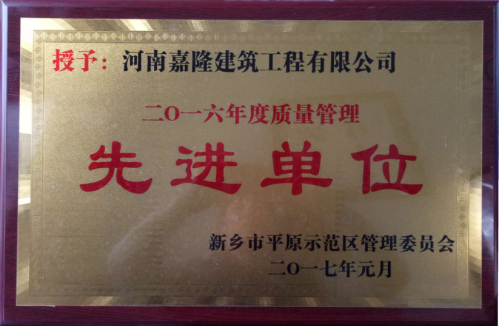 授予：河南嘉隆建筑工程有限公司
二O一六年度质量管理
先进单位
新乡市平原示范区管理委员会
二O一七年元月